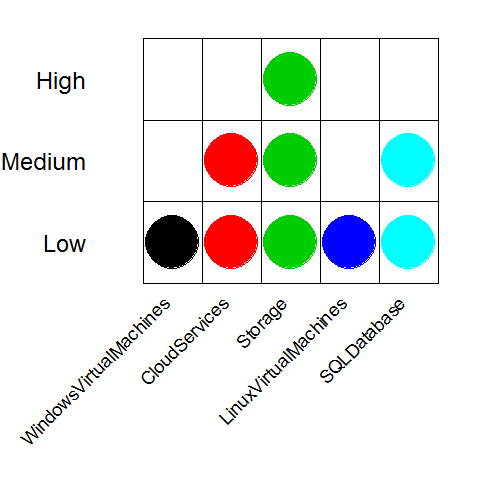 High
Medium
Low
WindowsVirtualMachines
CloudServices
Storage
LinuxVirtualMachines
SQLDatabase